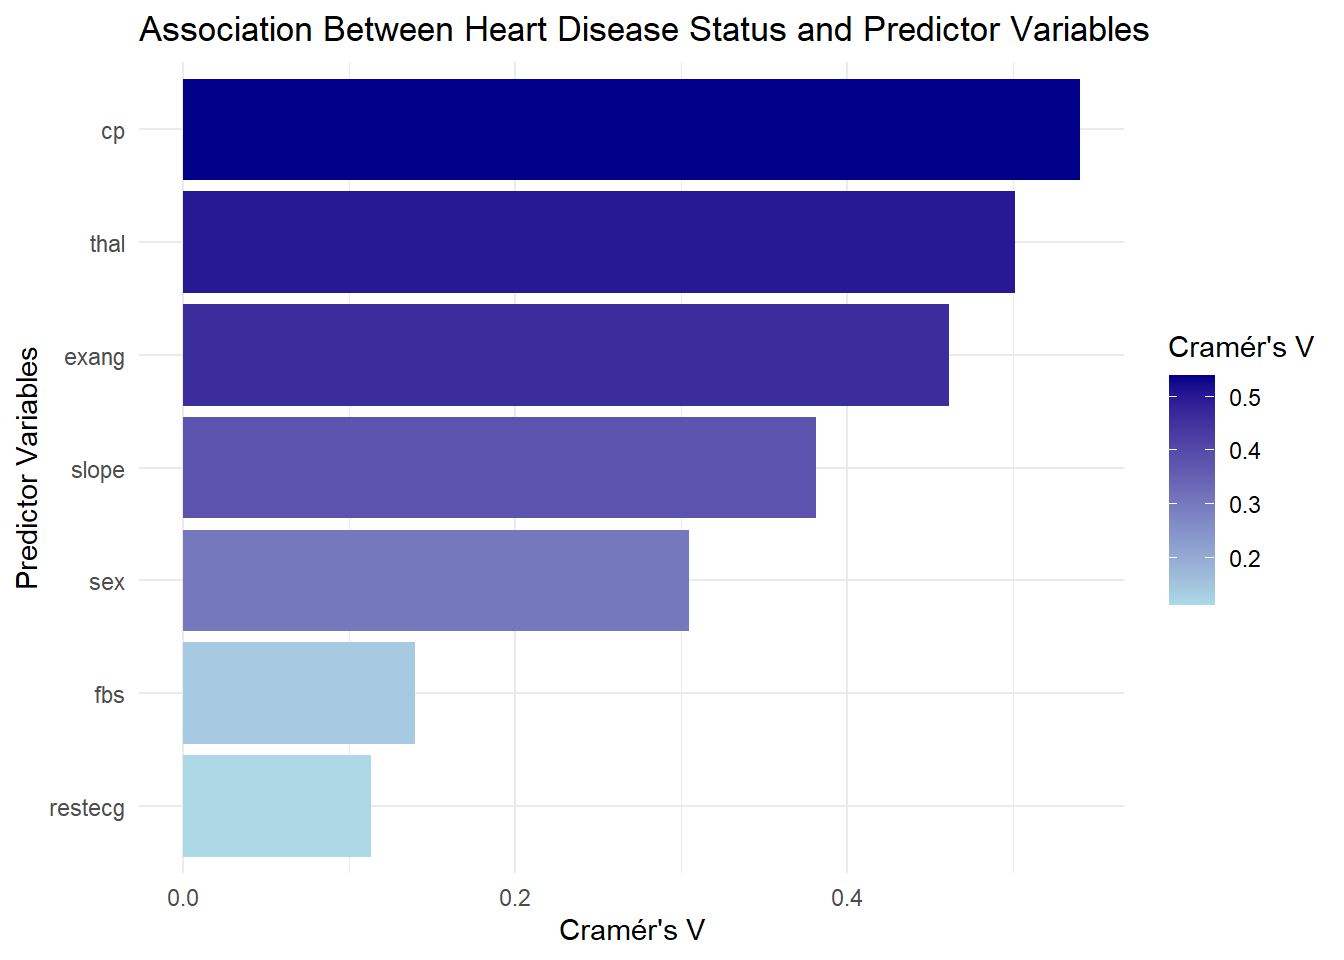 Association Between Heart Disease Status and Predictor Variables
Predictor Variables
cp
thal
exang
slope
sex
fbs
restecg
0.0
0.2
0.4
Cramér's V
Cramér's V
0.5
0.4
0.3
0.2